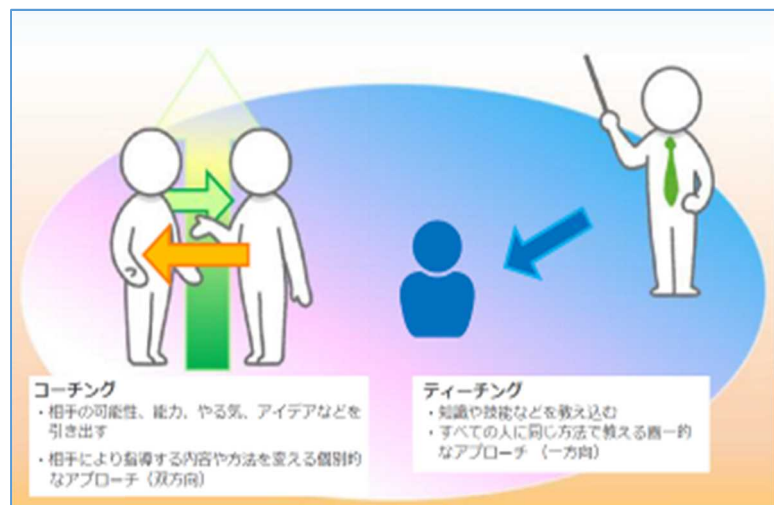 コーチング
・相手の可能性、能力、やる気、アイデアなどを
引き出す
・相手により指導する内容や方法を変える個別的
なアプローチ（双方向）
ティーチング
・知識や技能などを教え込む
・すべての人に同じ方法で教える画一的
なアプローチ （一方向）